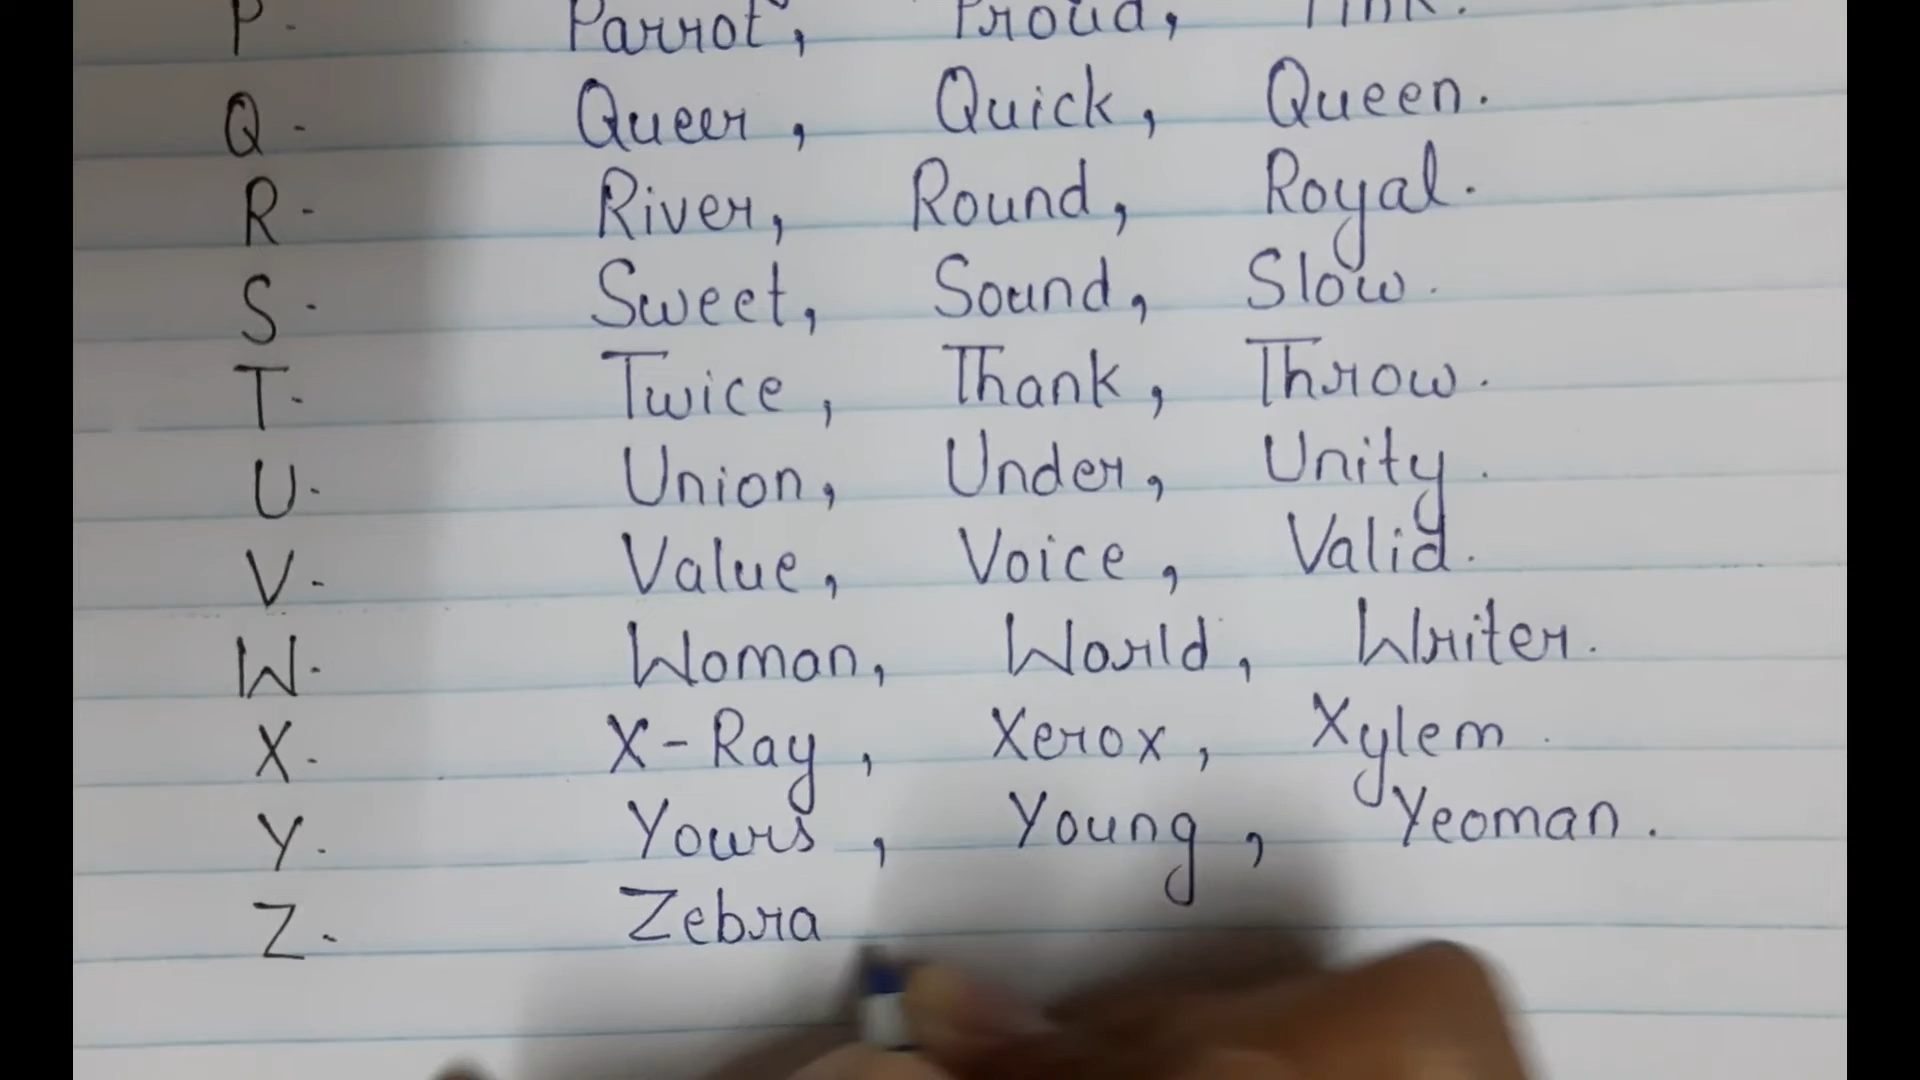 P- Parrot, Proud,
Q- Queer, Quick, Queen.
R- River, Round, Royal.
S- Sweet, Sound, Slow.
T- Twice, Thank, Throw.
U- Union, Under, Unity.
V- Value, Voice, Valid.
W- Woman, World, Writer.
X- X-Ray, Xerox, Xylem.
Y- Yours, Young, Yeoman.
Z- Zebra